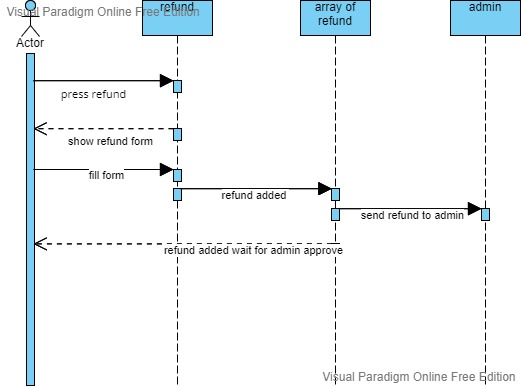 Visual Paradigm Online Free Edition
refund
array of
refund
admin
Actor
press refund
show refund form
fill form
refund added
send refund to admin
refund added wait for admin approve
Visual Paradigm Online Free Edition